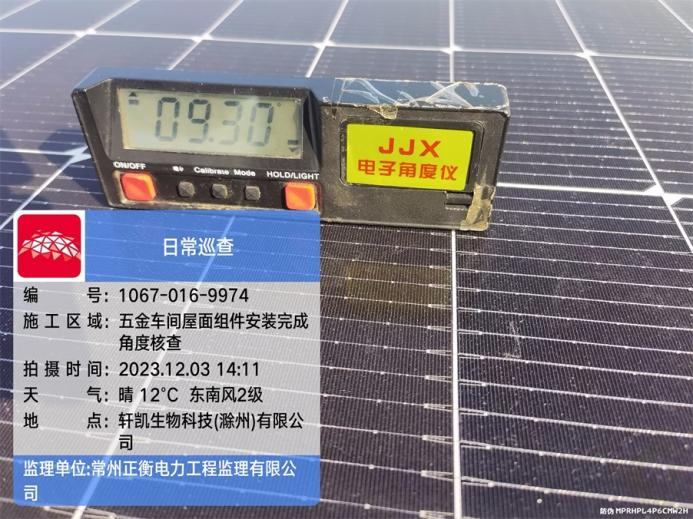 09.30°
JJX
电子角度仪
ON/OFF
Calibrate Mode
HOLD/LIGHT
日常巡查
编 号: 1067-016-9974
施工区域: 五金车间屋面组件安装完成
角度核查
拍摄时间: 2023.12.03 14:11
天 气: 晴 12℃ 东南风2级
地 点: 轩凯生物科技(滁州)有限公
司
监理单位:常州正衡电力工程监理有限公
司
防伪 MPRHPL4P6CMW2H